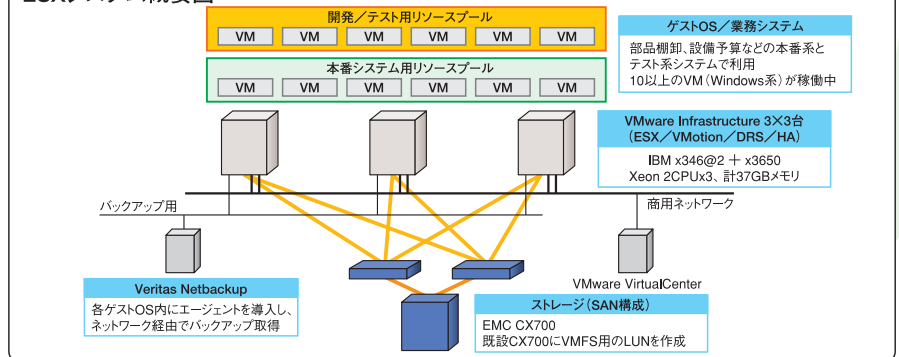 ESXシステム概要図
開発／テスト用リソースプール
VM VM VM VM VM VM
本番システム用リソースプール
VM VM VM VM VM VM
ゲストOS／業務システム
部品棚卸、設備予算などの本番系と
テスト系システムで利用
10以上のVM（Windows系）が稼働中
VMware Infrastructure 3×3台
（ESX／VMotion／DRS／HA）
IBM x346@2 ＋ x3650
Xeon 2CPUx3、計37GBメモリ
バックアップ用
商用ネットワーク
Veritas Netbackup
各ゲストOS内にエージェントを導入し、
ネットワーク経由でバックアップ取得
VMware VirtualCenter
ストレージ（SAN構成）
EMC CX700
既設CX700にVMFS用のLUNを作成